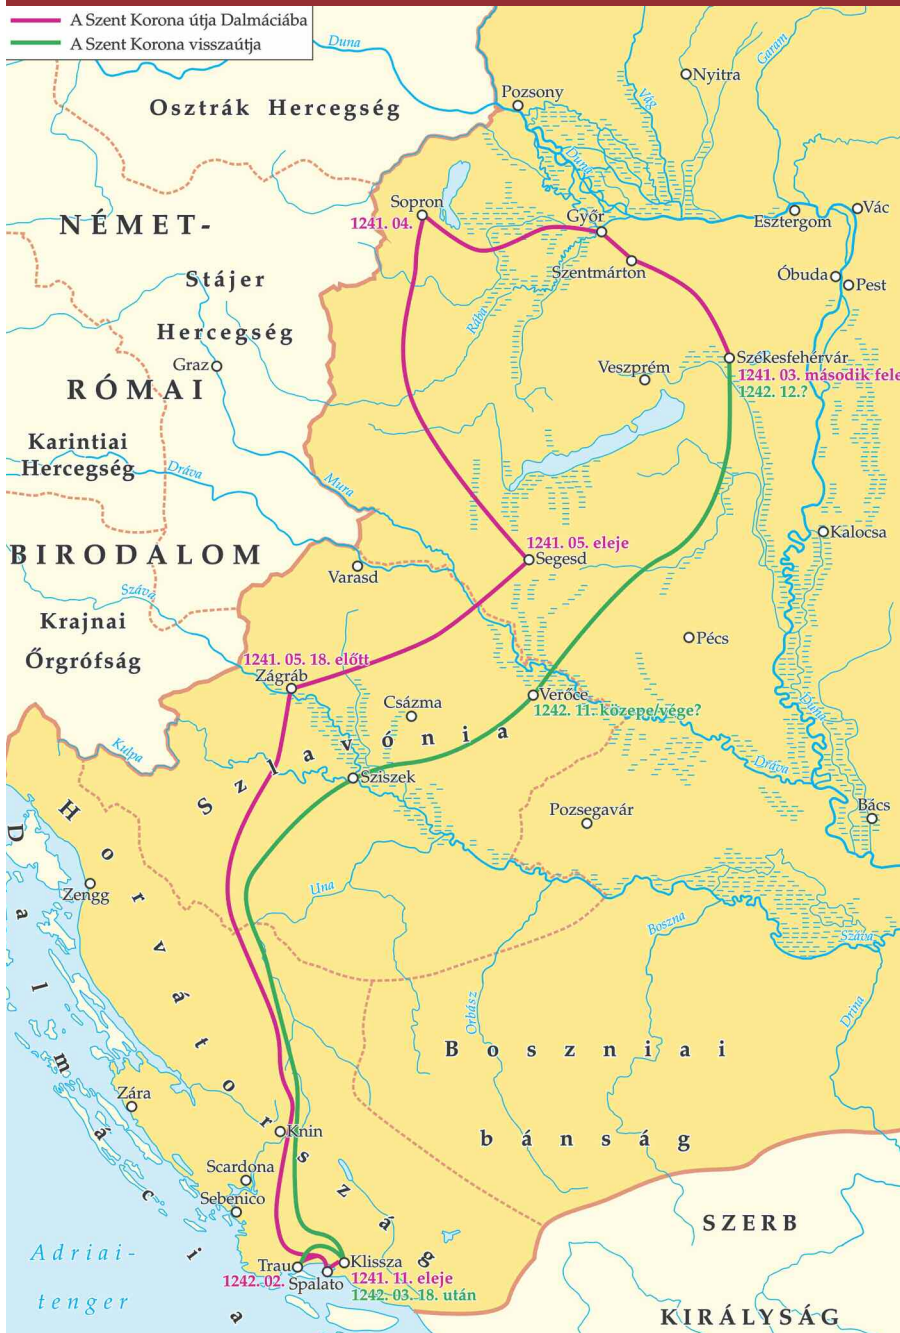 A Szent Korona útja Dalmáciába
A Szent Korona visszaútja
Duna
Garam
Nyitra
Osztrák Hercegség
Pozsony
Vág
Duna
Sopron
1241. 04.
Győr
Esztergom
Vác
NÉMET-
Szentmárton
Óbuda
Pest
Stájer
Hercegség
Rába
Graz
Veszprém
Székesfehérvár
1241. 03. második fele
1242. 12.?
RÓMAI
Karintiai
Hercegség
Dráva
Mura
Kalocsa
1241. 05. eleje
Segesd
BIRODALOM
Varasd
Száva
Krajnai
Őrgrófság
Pécs
1241. 05. 18. előtt
Zágráb
Verőce
1242. 11. közepe/vége?
Csázma
Duna
Kulpa
Szlavónia
Sziszek
Dráva
Pozsegavár
Bács
Horvátország
Dalmácia
Zengg
Una
Boszna
Száva
Orbász
Drina
Boszniai
bánság
Zára
Knin
Scardona
Sebenico
SZERB
KIRÁLYSÁG
Adriai-
tenger
Trau
1242. 02.
Spalato
Klissza
1241. 11. eleje
1242. 03. 18. után